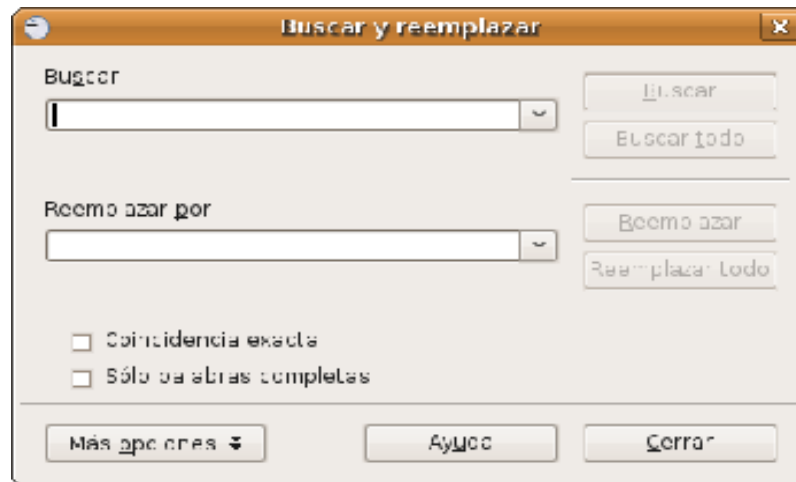 Buscar y reemplazar
Buscar
Buscar
Buscar todo
Reemplazar por
Reemplazar
Reemplazar todo
Coincidencia exacta
Sólo palabras completas
Más opciones
Ayuda
Cerrar